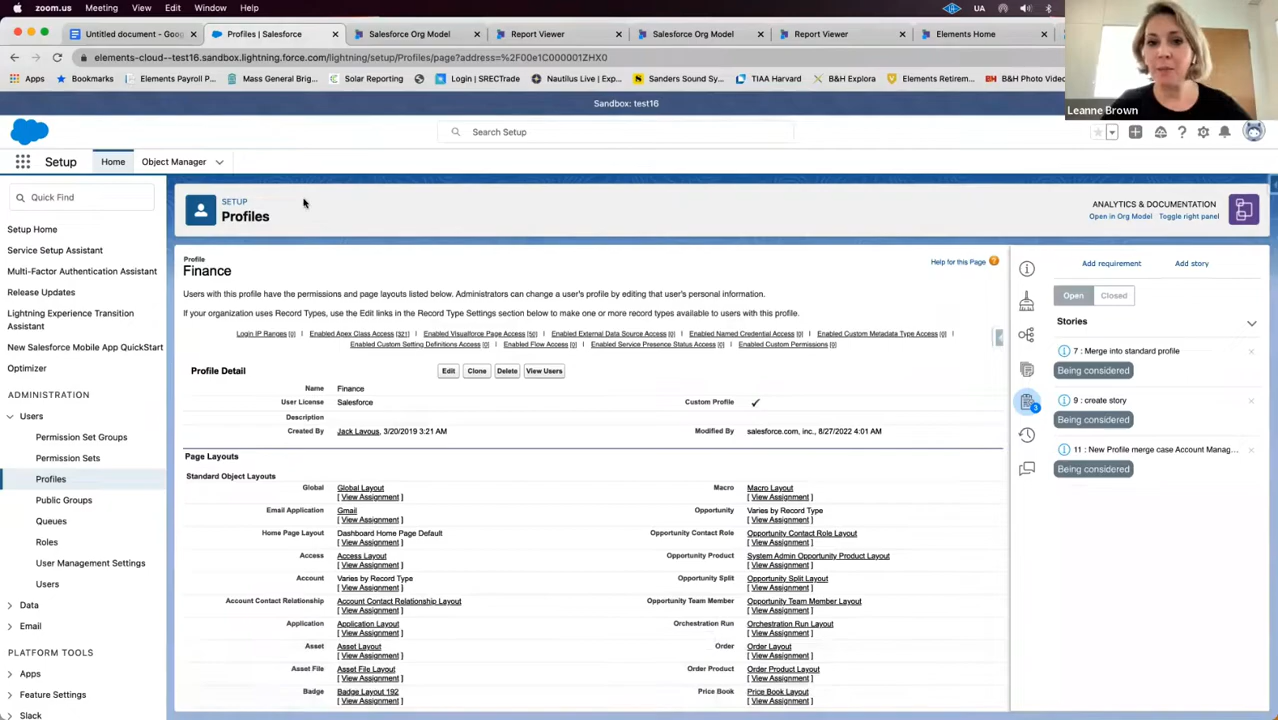 zoom.us Meeting View Edit Window Help UA
Untitled document - Goog Profiles | Salesforce Salesforce Org Model Report Viewer Salesforce Org Model Report Viewer Elements Home
elements-cloud--test16.sandbox.lightning.force.com/lightning/setup/Profiles/page?address=%2F00e1C000001ZHX0
Apps Bookmarks Elements Payroll P... Mass General Brig... Solar Reporting Login | SRECTrade Nautilus Live | Exp... Sanders Sound Sy... TIAA Harvard B&H Explora Elements Retirem... B&H Photo Video
Leanne Brown
Sandbox: test16
Search Setup
Setup Home Object Manager
Quick Find
Setup Home
Service Setup Assistant
Multi-Factor Authentication Assistant
Release Updates
Lightning Experience Transition
Assistant
New Salesforce Mobile App QuickStart
Optimizer
ADMINISTRATION
Users
Permission Set Groups
Permission Sets
Profiles
Public Groups
Queues
Roles
User Management Settings
Users
Data
Email
PLATFORM TOOLS
Apps
Feature Settings
Slack
SETUP
Profiles
ANALYTICS & DOCUMENTATION
Open in Org Model Toggle right panel
Profile
Finance
Help for this Page
Users with this profile have the permissions and page layouts listed below. Administrators can change a user's profile by editing that user's personal information.
If your organization uses Record Types, use the Edit links in the Record Type Settings section below to make one or more record types available to users with this profile.
Login IP Ranges [0] Enabled Apex Class Access [321] Enabled Visualforce Page Access [50] Enabled External Data Source Access [0] Enabled Named Credential Access [0] Enabled Custom Metadata Type Access [0]
Enabled Custom Setting Definitions Access [0] Enabled Flow Access [0] Enabled Service Presence Status Access [0] Enabled Custom Permissions [0]
Profile Detail Edit Clone Delete View Users
Name Finance
User License Salesforce Custom Profile
Description
Created By Jack Lavous, 3/20/2019 3:21 AM Modified By salesforce.com, inc., 8/27/2022 4:01 AM
Page Layouts
Standard Object Layouts
Global Global Layout Macro Macro Layout
[ View Assignment ] [ View Assignment ]
Email Application Gmail Opportunity Varies by Record Type
[ View Assignment ] [ View Assignment ]
Home Page Layout Dashboard Home Page Default Opportunity Contact Role Opportunity Contact Role Layout
[ View Assignment ] [ View Assignment ]
Access Access Layout Opportunity Product System Admin Opportunity Product Layout
[ View Assignment ] [ View Assignment ]
Account Varies by Record Type Opportunity Split Opportunity Split Layout
[ View Assignment ] [ View Assignment ]
Account Contact Relationship Account Contact Relationship Layout Opportunity Team Member Opportunity Team Member Layout
[ View Assignment ] [ View Assignment ]
Application Application Layout Orchestration Run Orchestration Run Layout
[ View Assignment ] [ View Assignment ]
Asset Asset Layout Order Order Layout
[ View Assignment ] [ View Assignment ]
Asset File Asset File Layout Order Product Order Product Layout
[ View Assignment ] [ View Assignment ]
Badge Badge Layout 192 Price Book Price Book Layout
[ View Assignment ] [ View Assignment ]
Add requirement Add story
Open Closed
Stories
7 : Merge into standard profile
Being considered
9 : create story
Being considered
11 : New Profile merge case Account Manag...
Being considered